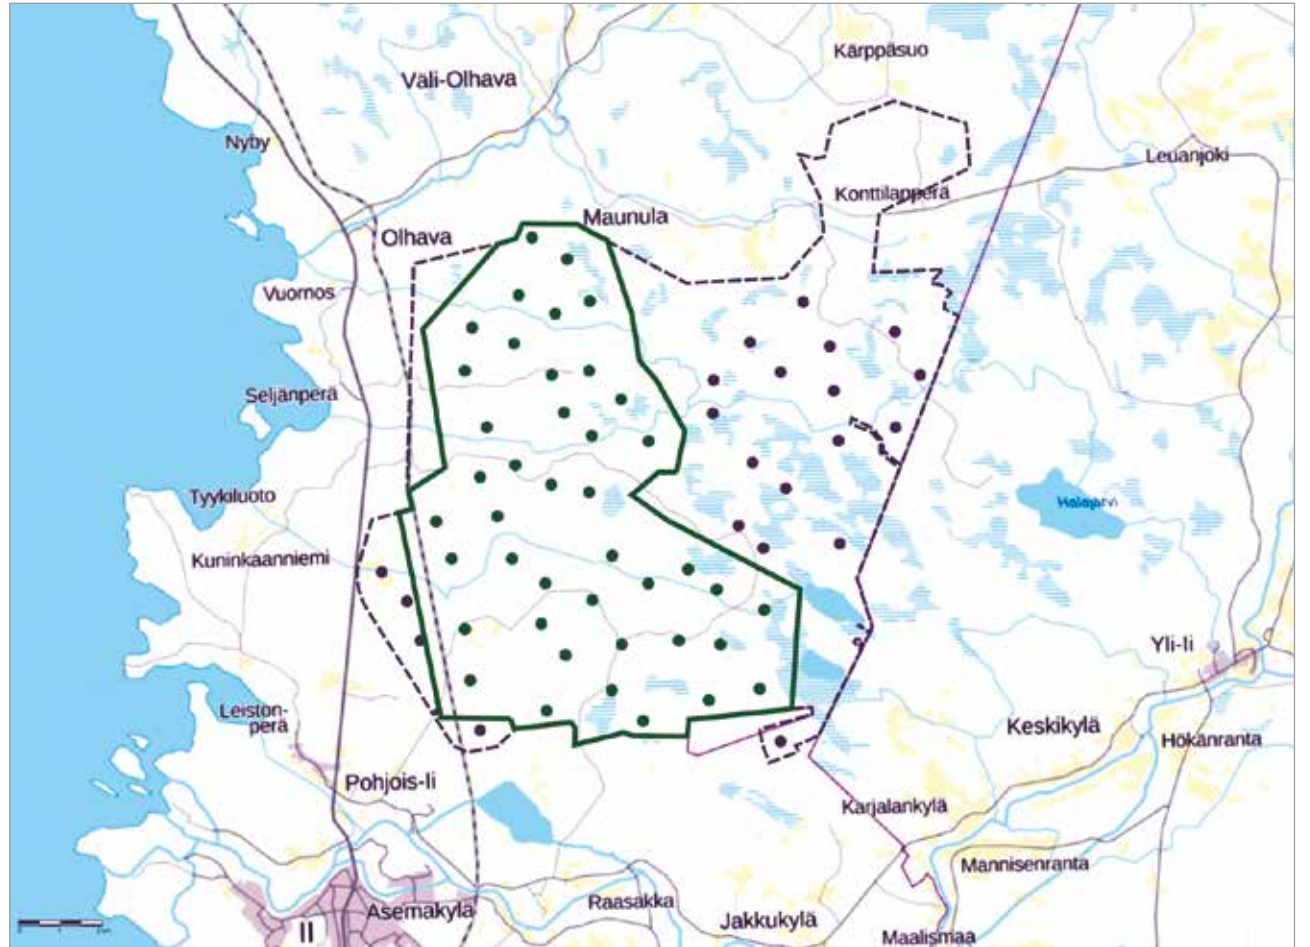 Kärppäsuo
Väli-Olhava
Nyby
Leuanjoki
Konttilapperä
Maunula
Olhava
Vuornos
Seljänperä
Tyykiluoto
Halajärvi
Kuninkaanniemi
Yli-Ii
Leiston-
perä
Keskikylä
Hökänranta
Pohjois-Ii
Karjalankylä
Mannisenranta
Raasakka
Asemakylä
Jakkukylä
II
Maalismaa